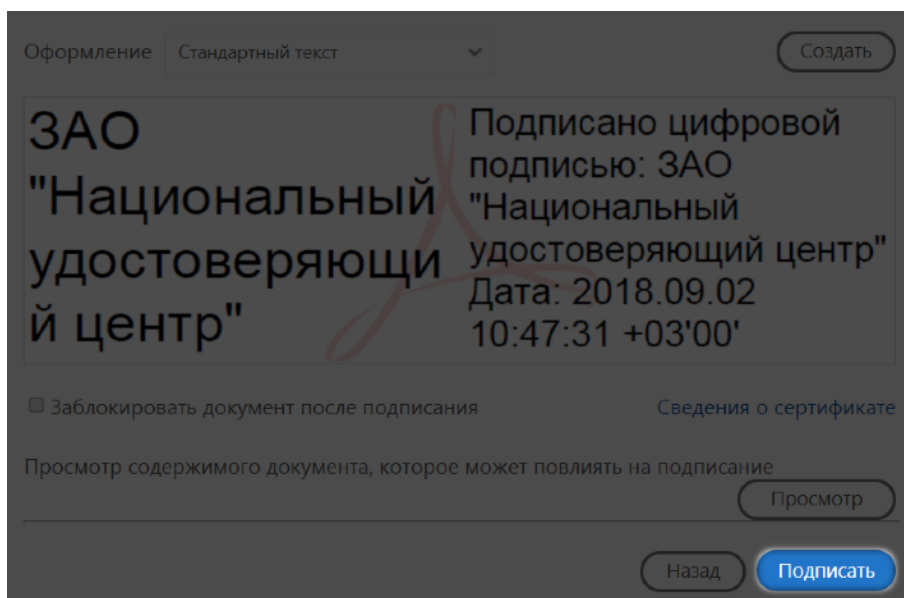 Оформление Стандартный текст Создать
ЗАО
"Национальный
удостоверяющи
й центр"
Подписано цифровой
подписью: ЗАО
"Национальный
удостоверяющий центр"
Дата: 2018.09.02
10:47:31 +03'00'
Заблокировать документ после подписания Сведения о сертификате
Просмотр содержимого документа, которое может повлиять на подписание
Просмотр
Назад Подписать